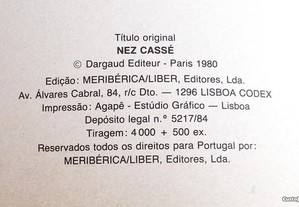 Título original
NEZ CASSÉ
© Dargaud Editeur - Paris 1980
Edição: MERIBÉRICA/LIBER, Editores, Lda.
Av. Álvares Cabral, 84, r/c Dto. — 1296 LISBOA CODEX
Impressão: Agapê - Estúdio Gráfico — Lisboa
Depósito legal n.º 5217/84
Tiragem: 4 000 + 500 ex.
Reservados todos os direitos para Portugal por:
MERIBÉRICA/LIBER, Editores, Lda.